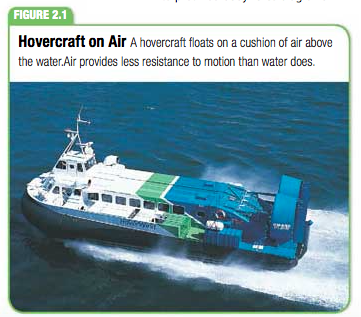 FIGURE 2.1
Hovercraft on Air A hovercraft floats on a cushion of air above
the water.Air provides less resistance to motion than water does.